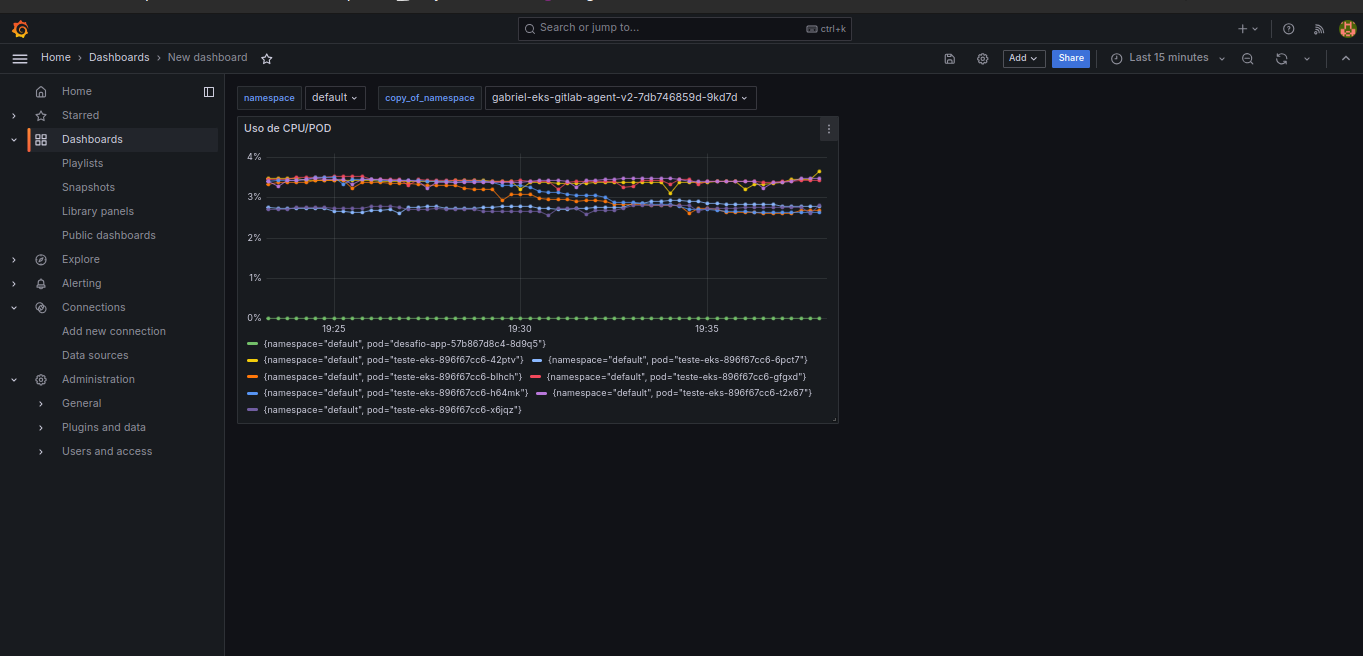 Search or jump to... ctrl+k
Home > Dashboards > New dashboard Add Share Last 15 minutes
Home
Starred
Dashboards
Playlists
Snapshots
Library panels
Public dashboards
Explore
Alerting
Connections
Add new connection
Data sources
Administration
General
Plugins and data
Users and access
namespace default copy_of_namespace gabriel-eks-gitlab-agent-v2-7db746859d-9kd7d
Uso de CPU/POD
4%
3%
2%
1%
0%
19:25 19:30 19:35
{namespace="default", pod="desafio-app-57b867d8c4-8d9q5"}
{namespace="default", pod="teste-eks-896f67cc6-42ptv"} {namespace="default", pod="teste-eks-896f67cc6-6pct7"}
{namespace="default", pod="teste-eks-896f67cc6-blhch"} {namespace="default", pod="teste-eks-896f67cc6-gfgxd"}
{namespace="default", pod="teste-eks-896f67cc6-h64mk"} {namespace="default", pod="teste-eks-896f67cc6-t2x67"}
{namespace="default", pod="teste-eks-896f67cc6-x6jqz"}